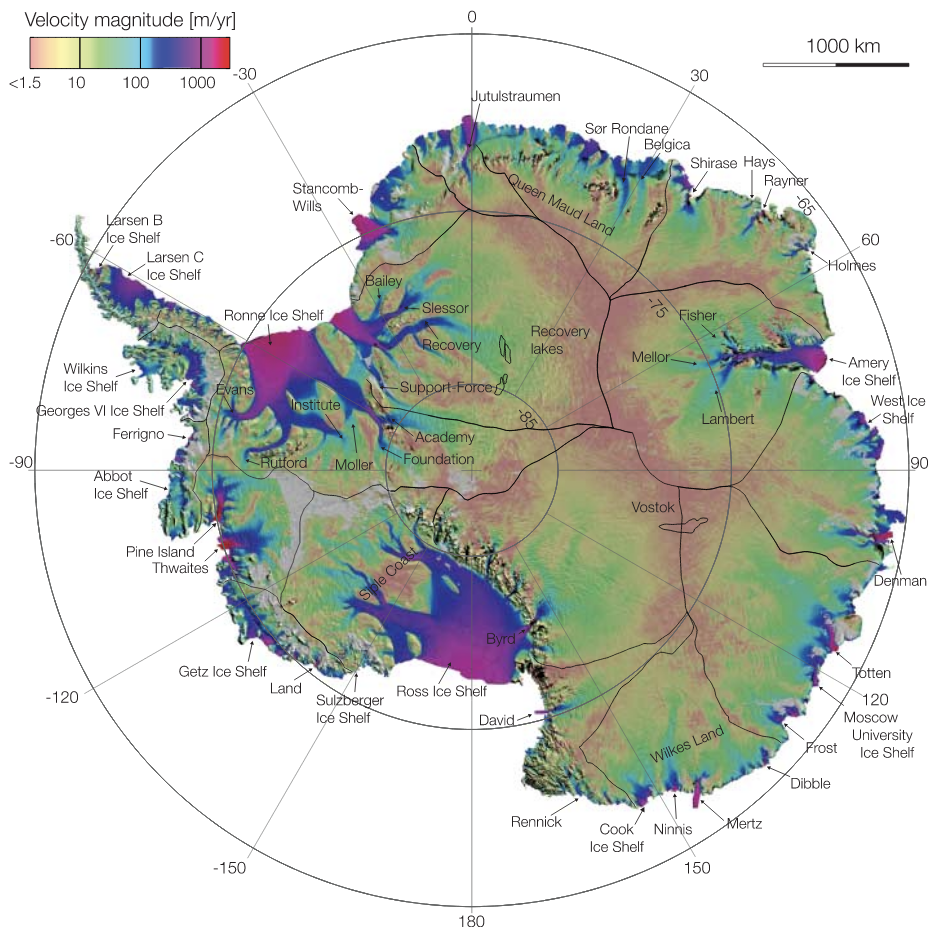 Velocity magnitude [m/yr]
<1.5 10 100 1000
0
1000 km
-30
30
Jutulstraumen
Sør Rondane
Belgica
Shirase
Hays
Rayner
-65
Stancomb-
Wills
Queen Maud Land
Larsen B
Ice Shelf
-60
60
Larsen C
Ice Shelf
Holmes
Bailey
Slessor
-75
Ronne Ice Shelf
Fisher
Recovery
Recovery
lakes
Mellor
Amery
Ice Shelf
Wilkins
Ice Shelf
Evans
Support-Force
Georges VI Ice Shelf
Institute
-85
Lambert
West Ice
Shelf
Ferrigno
Academy
Rutford
Moller
Foundation
-90
90
Abbot
Ice Shelf
Vostok
Pine Island
Thwaites
Siple Coast
Denman
Byrd
Getz Ice Shelf
Land
Sulzberger
Ice Shelf
Ross Ice Shelf
Totten
-120
120
David
Moscow
University
Ice Shelf
Wilkes Land
Frost
Dibble
Rennick
Cook
Ice Shelf
Ninnis
Mertz
-150
150
180